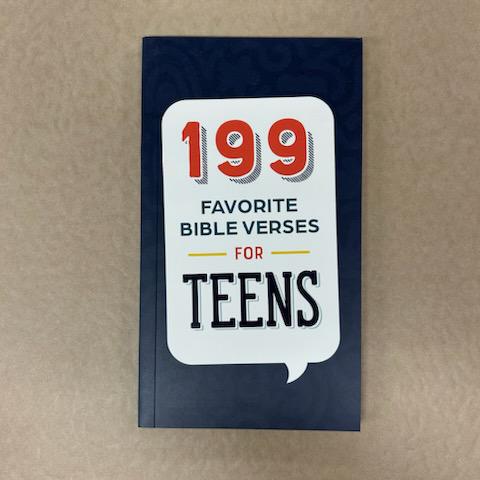 199
FAVORITE
BIBLE VERSES
FOR
TEENS